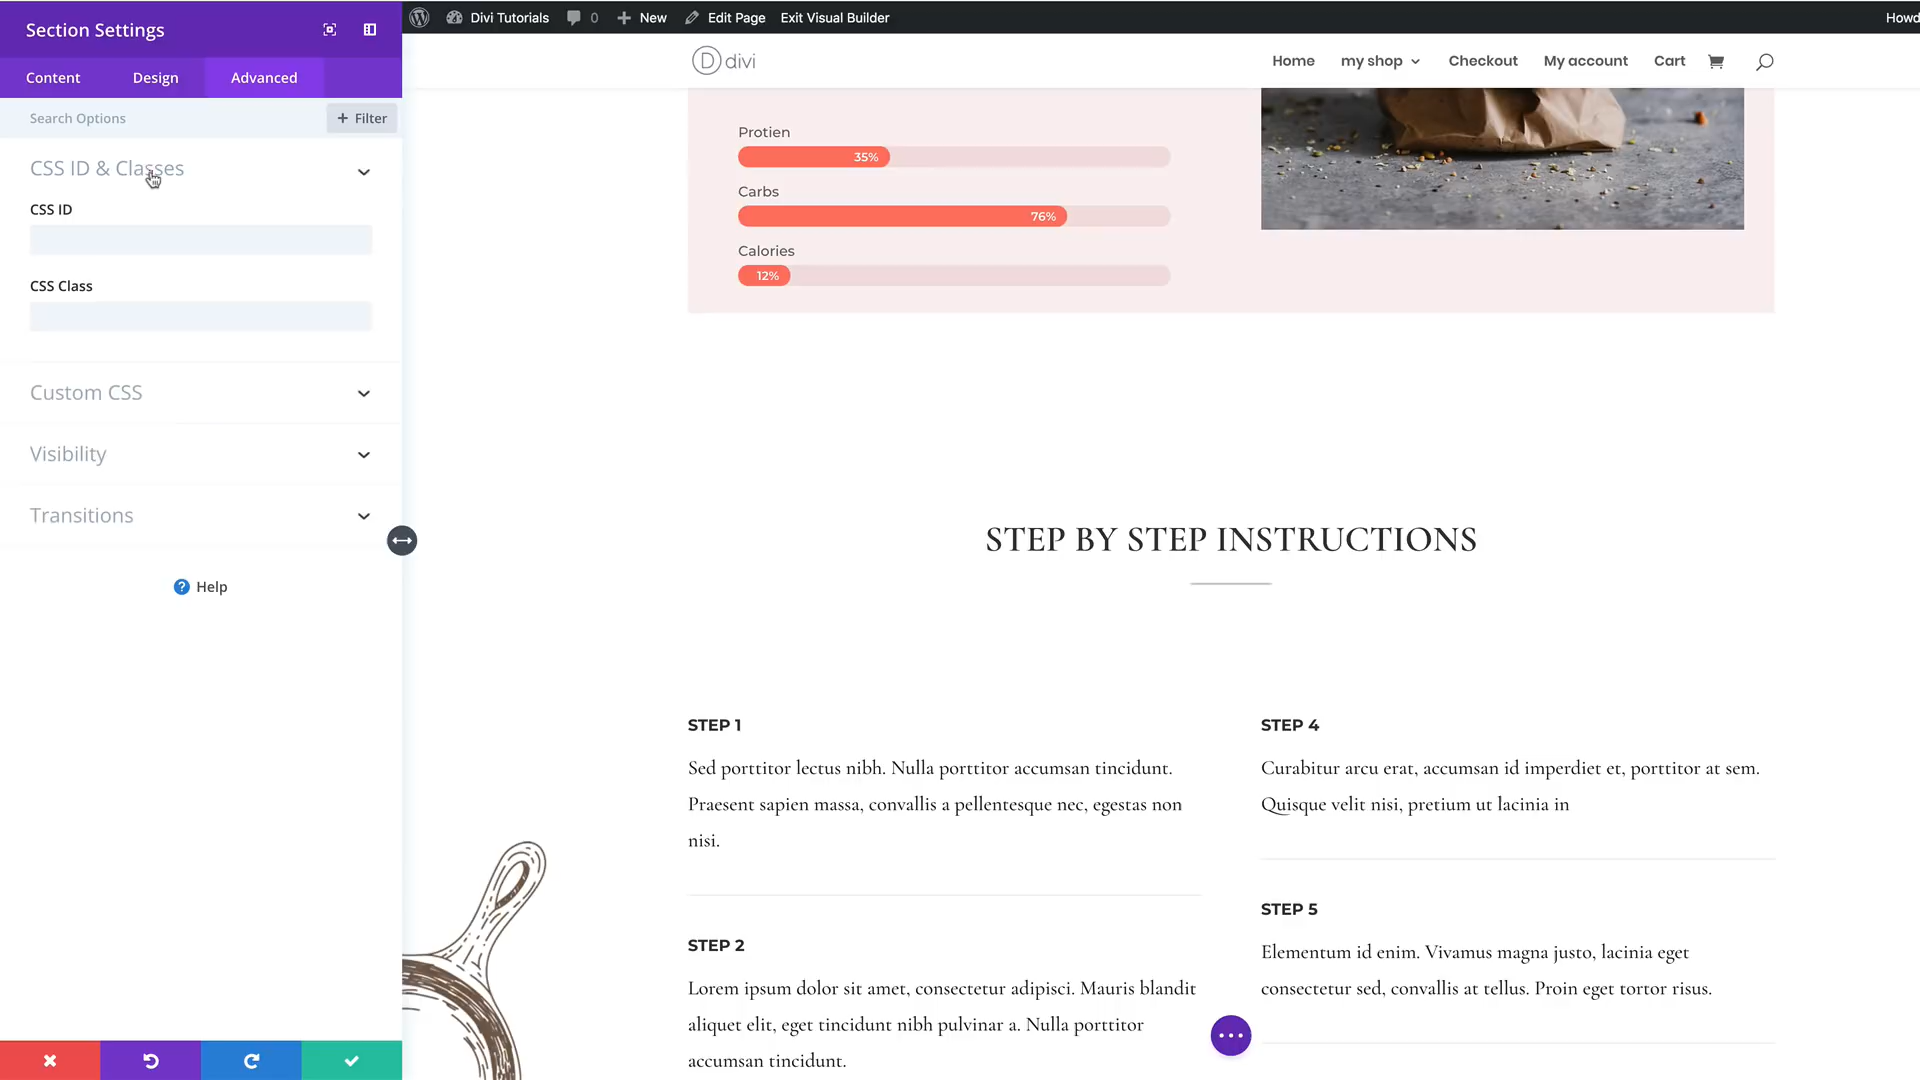 Section Settings
Divi Tutorials
0
New
Edit Page
Exit Visual Builder
Howd
Content
Design
Advanced
Search Options
+ Filter
CSS ID & Classes
CSS ID
CSS Class
Custom CSS
Visibility
Transitions
? Help
D divi
Home
my shop
Checkout
My account
Cart
Protien
35%
Carbs
76%
Calories
12%
STEP BY STEP INSTRUCTIONS
STEP 1
Sed porttitor lectus nibh. Nulla porttitor accumsan tincidunt.
Praesent sapien massa, convallis a pellentesque nec, egestas non
nisi.
STEP 2
Lorem ipsum dolor sit amet, consectetur adipisci. Mauris blandit
aliquet elit, eget tincidunt nibh pulvinar a. Nulla porttitor
accumsan tincidunt.
STEP 4
Curabitur arcu erat, accumsan id imperdiet et, porttitor at sem.
Quisque velit nisi, pretium ut lacinia in
STEP 5
Elementum id enim. Vivamus magna justo, lacinia eget
consectetur sed, convallis at tellus. Proin eget tortor risus.